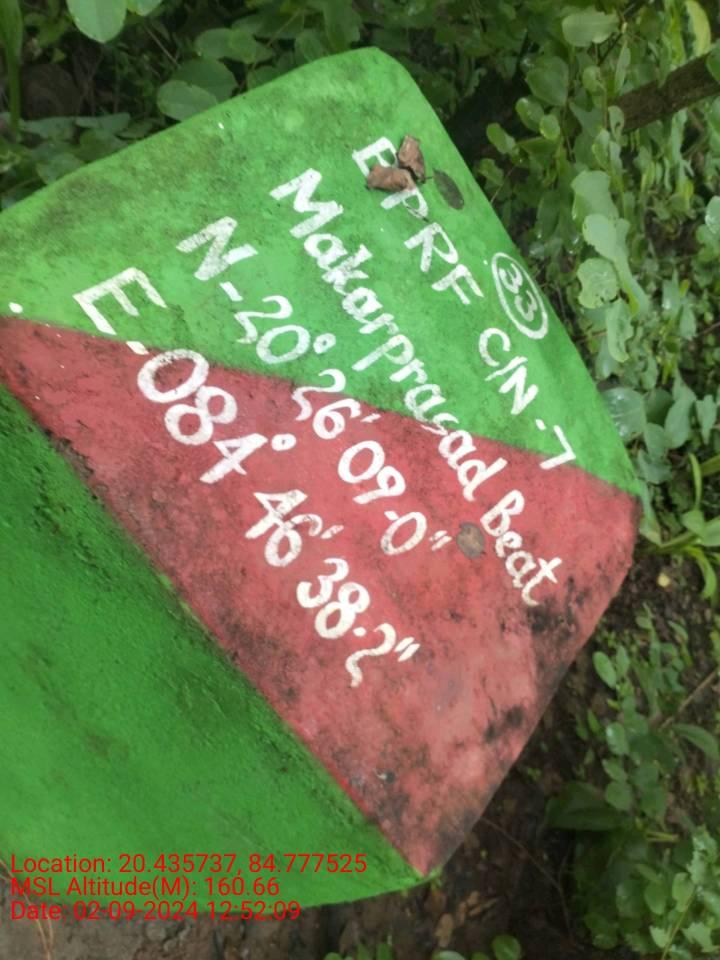 EPRF C/N-7
33
Makarprasad Beat
N-20° 26' 09.0"
E-084° 46' 38.2"
Location: 20.435737, 84.777525
MSL Altitude(M): 160.66
Date: 02-09-2024 12:52:09